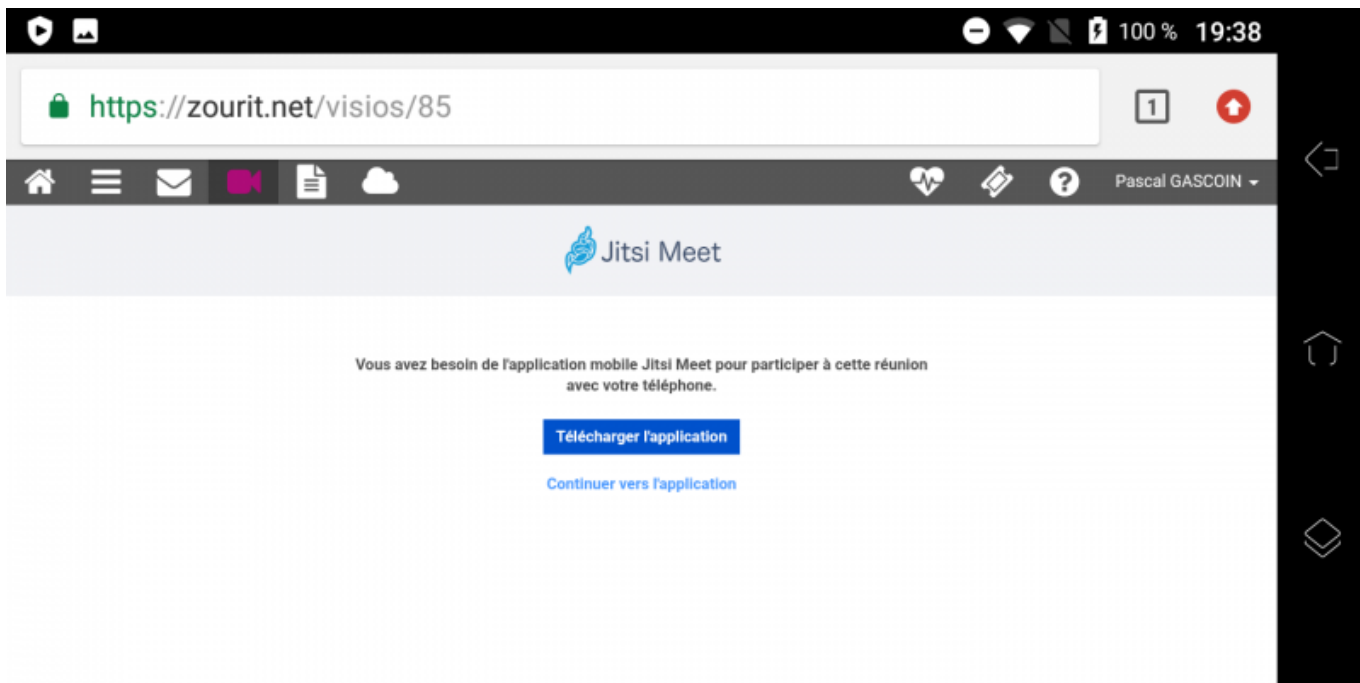 100 % 19:38
https://zourit.net/visios/85
1
? Pascal GASCOIN
Jitsi Meet
Vous avez besoin de l'application mobile Jitsi Meet pour participer à cette réunion
avec votre téléphone.
Télécharger l'application
Continuer vers l'application